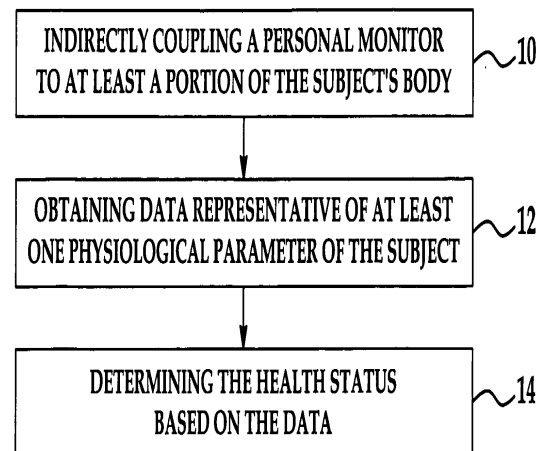 INDIRECTLY COUPLING A PERSONAL MONITOR
TO AT LEAST A PORTION OF THE SUBJECT'S BODY
10
OBTAINING DATA REPRESENTATIVE OF AT LEAST
ONE PHYSIOLOGICAL PARAMETER OF THE SUBJECT
12
DETERMINING THE HEALTH STATUS
BASED ON THE DATA
14